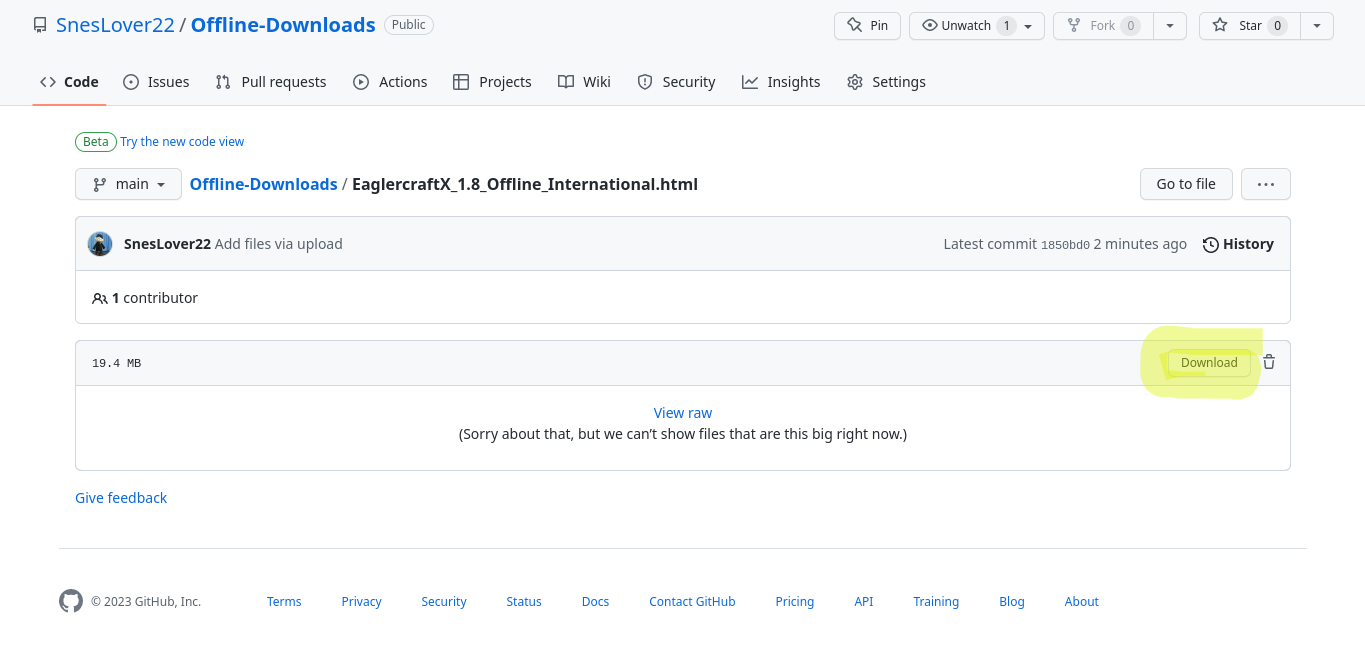 SnesLover22 / Offline-Downloads Public Pin Unwatch 1 Fork 0 Star 0
Code Issues Pull requests Actions Projects Wiki Security Insights Settings
Beta Try the new code view
main Offline-Downloads / EaglercraftX_1.8_Offline_International.html Go to file ...
SnesLover22 Add files via upload Latest commit 1850bd0 2 minutes ago History
1 contributor
19.4 MB Download
View raw
(Sorry about that, but we can't show files that are this big right now.)
Give feedback
© 2023 GitHub, Inc. Terms Privacy Security Status Docs Contact GitHub Pricing API Training Blog About